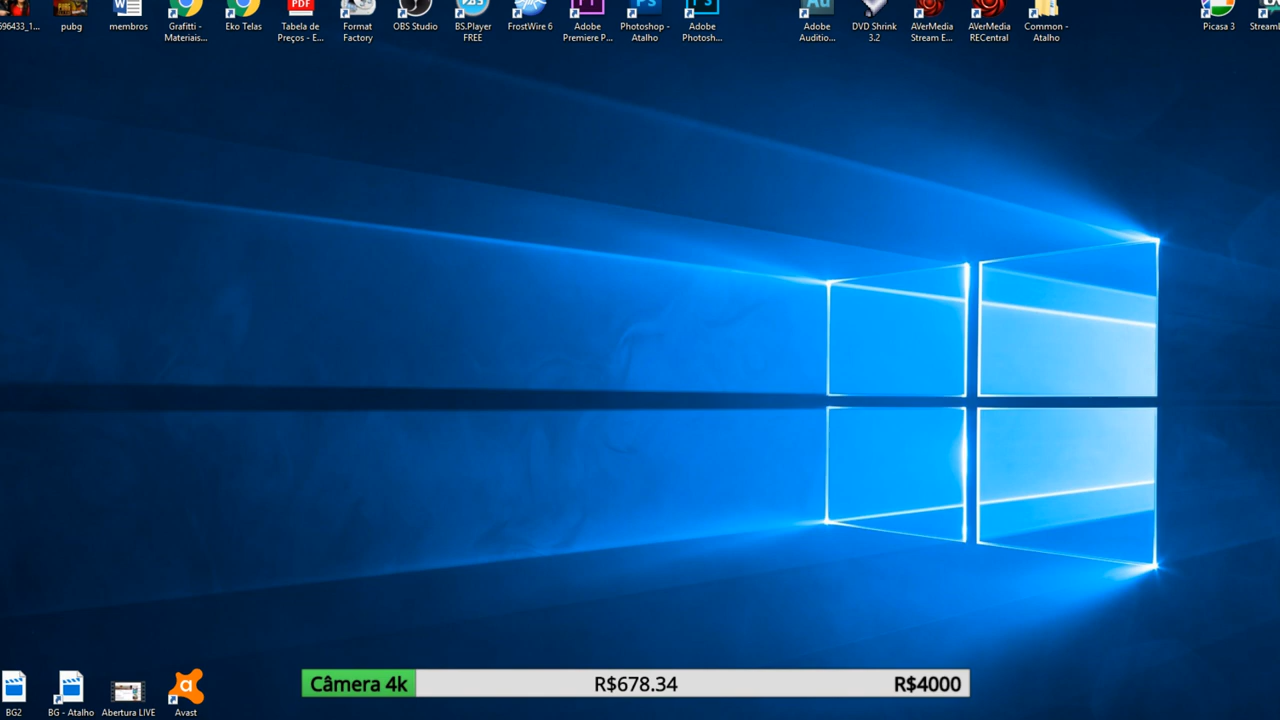 696433_1...
pubg
membros
Grafitti -
Materiais...
Eko Telas
PDF
Tabela de
Preços - E...
Format
Factory
OBS Studio
BS.Player
FREE
FrostWire 6
Adobe
Premiere P...
Photoshop -
Atalho
Adobe
Photosh...
Adobe
Auditio...
DVD Shrink
3.2
AVerMedia
Stream E...
AVerMedia
RECentral
Common -
Atalho
Picasa 3
Streaml
BG2
BG - Atalho
Abertura LIVE
Avast
Câmera 4k R$678.34 R$4000